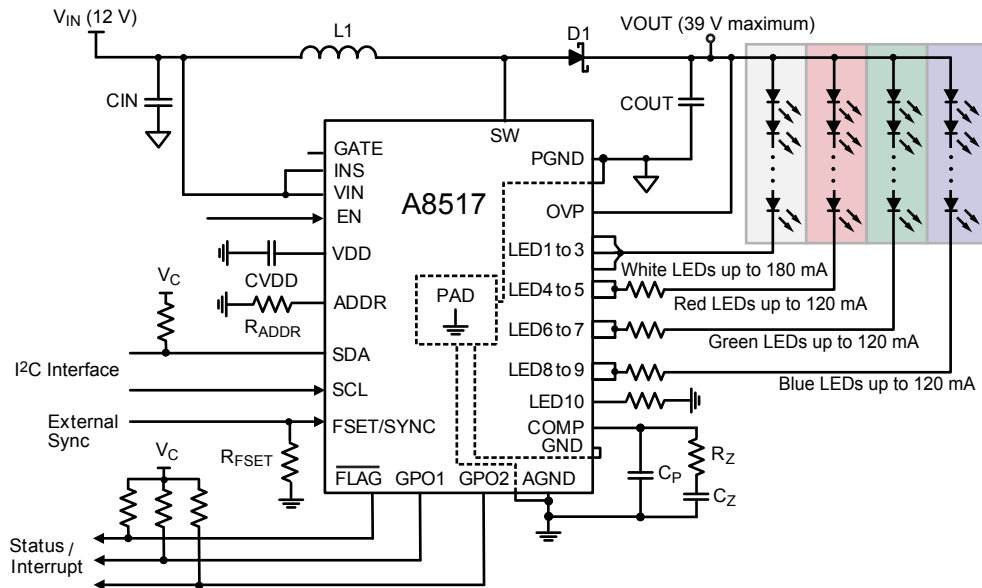 VIN (12 V)
L1
D1
VOUT (39 V maximum)
CIN
COUT
SW
GATE
INS
VIN
EN
VDD
CVDD
ADDR
RADDR
VC
SDA
I2C Interface
SCL
External
Sync
FSET/SYNC
RFSET
VC
FLAG
GPO1
GPO2
AGND
Status /
Interrupt
A8517
PAD
PGND
OVP
LED1 to 3
White LEDs up to 180 mA
LED4 to 5
Red LEDs up to 120 mA
LED6 to 7
Green LEDs up to 120 mA
LED8 to 9
Blue LEDs up to 120 mA
LED10
COMP
GND
CP
RZ
CZ